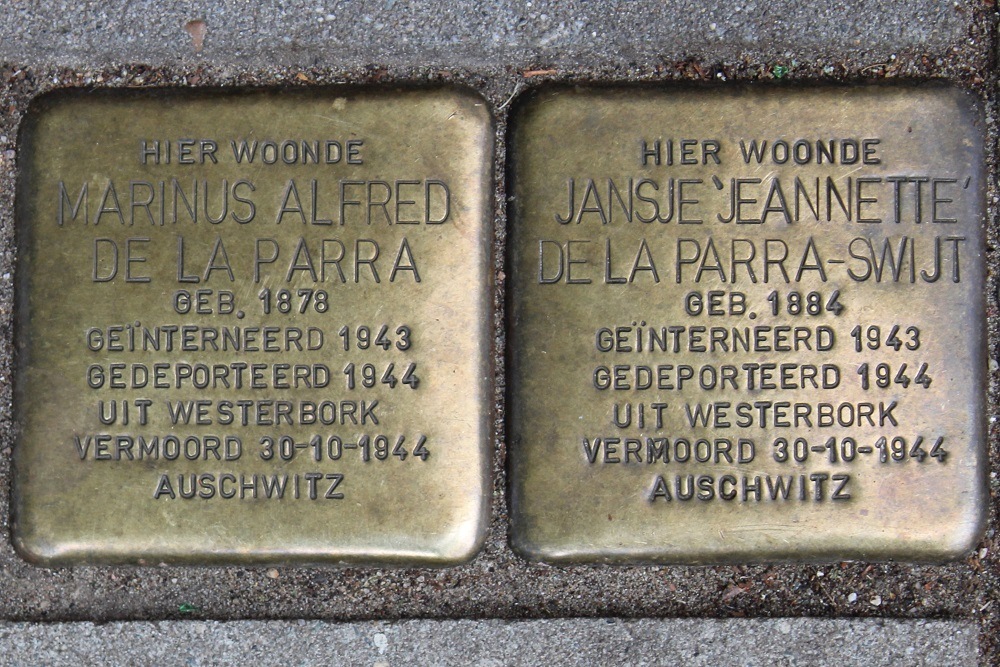 HIER WOONDE
MARINUS ALFRED
DE LA PARRA
GEB. 1878
GEÏNTERNEERD 1943
GEDEPORTEERD 1944
UIT WESTERBORK
VERMOORD 30-10-1944
AUSCHWITZ
HIER WOONDE
JANSJE 'JEANNETTE'
DE LA PARRA-SWIJT
GEB. 1884
GEÏNTERNEERD 1943
GEDEPORTEERD 1944
UIT WESTERBORK
VERMOORD 30-10-1944
AUSCHWITZ